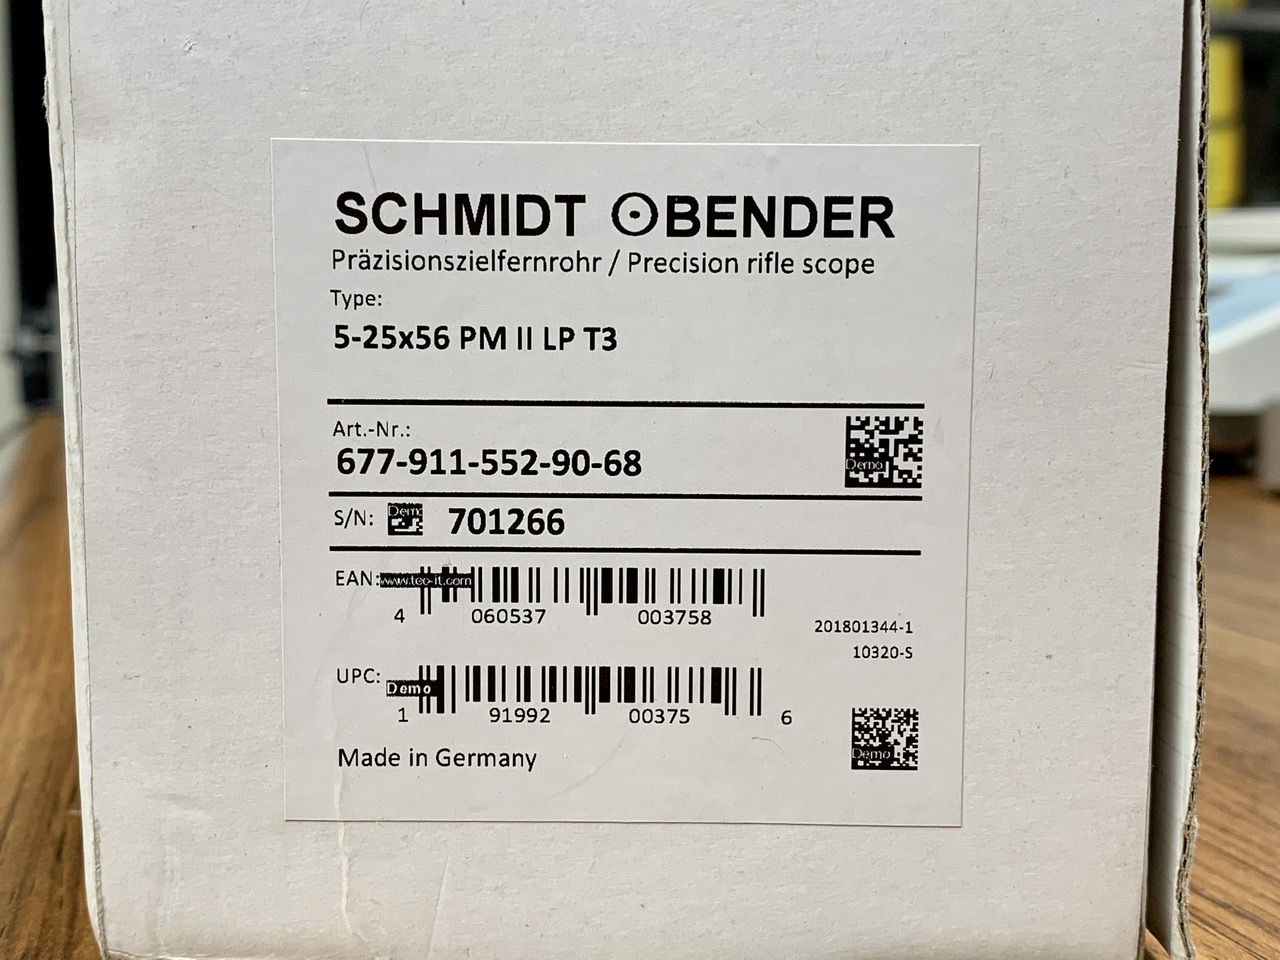 SCHMIDT BENDER
Präzisionszielfernrohr / Precision rifle scope
Type:
5-25x56 PM II LP T3
Art.-Nr.:
677-911-552-90-68
Demo
S/N: Demo 701266
EAN: www.tec-it.com
4 060537 003758
201801344-1
10320-S
UPC: Demo
1 91992 00375 6
Made in Germany
Demo